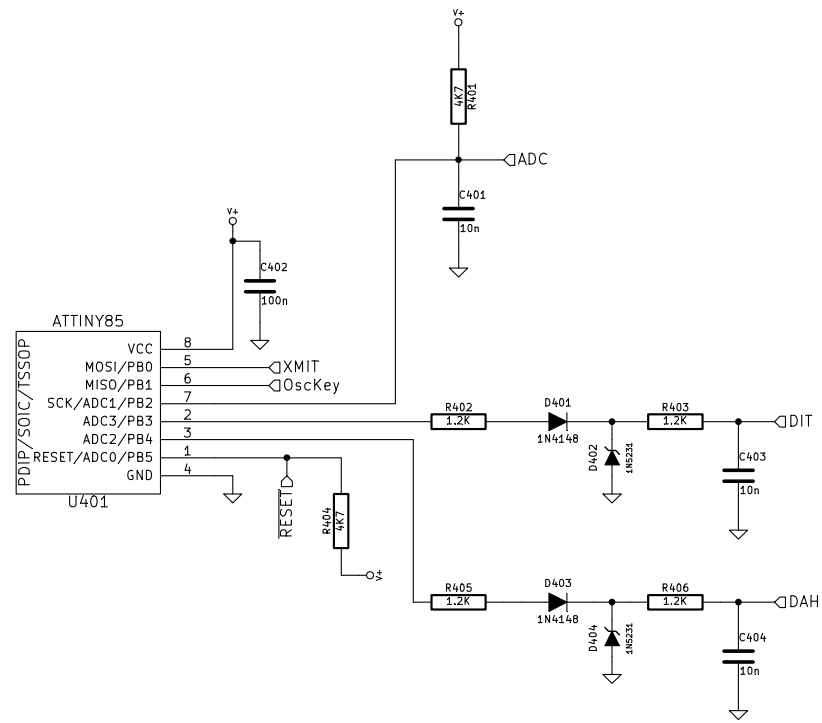 V+
4K7
R401
ADC
C401
10n
V+
C402
100n
ATTINY85
PDIP/SOIC/TSSOP
VCC 8
MOSI/PB0 5 XMIT
MISO/PB1 6 OscKey
SCK/ADC1/PB2 7
ADC3/PB3 2
ADC2/PB4 3
RESET/ADC0/PB5 1
GND 4
U401
RESET
R404
4K7
V+
R402
1.2K
D401
1N4148
D402
1N5231
R403
1.2K
DIT
C403
10n
R405
1.2K
D403
1N4148
D404
1N5231
R406
1.2K
DAH
C404
10n